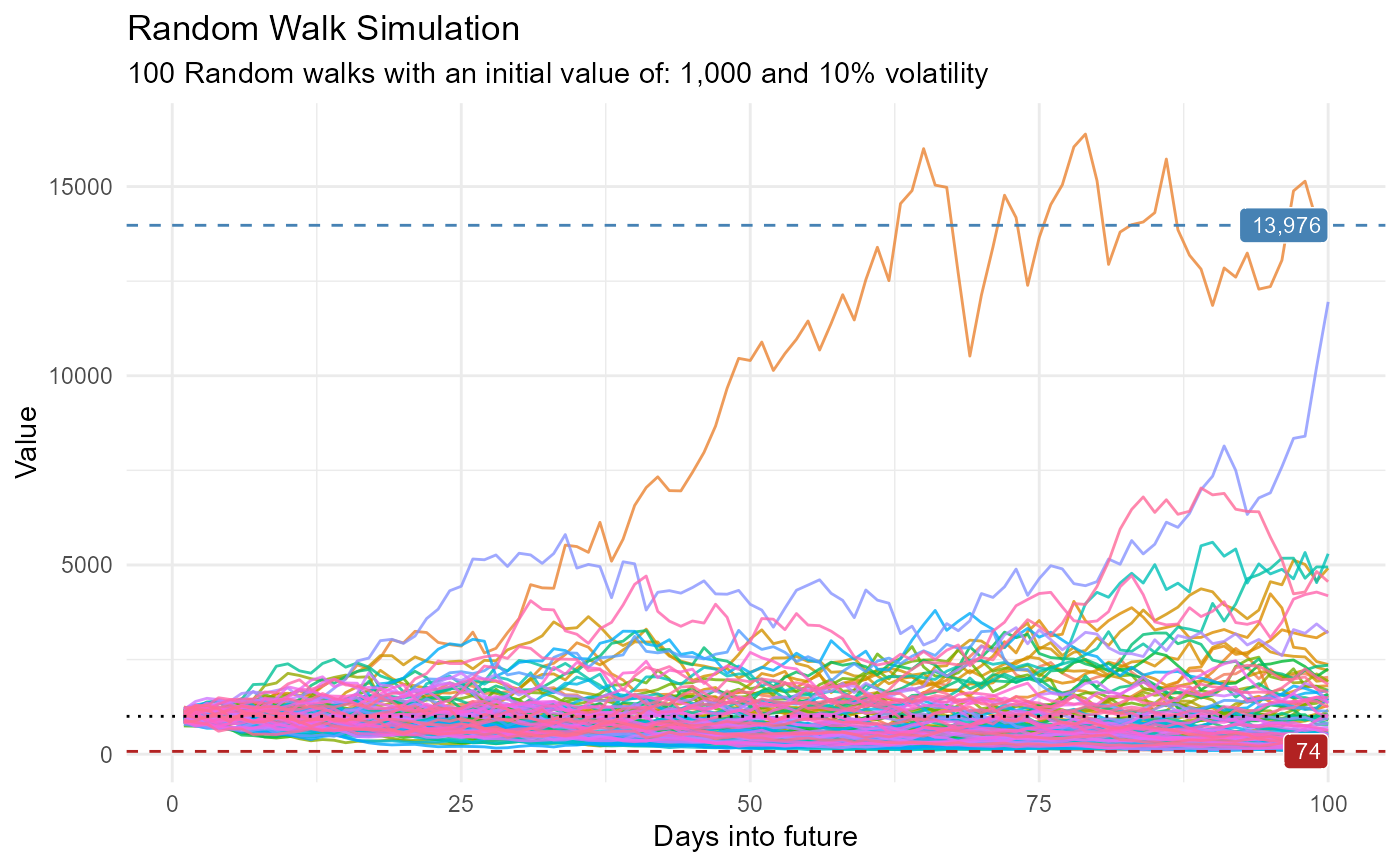 Random Walk Simulation
100 Random walks with an initial value of: 1,000 and 10% volatility
Value
15000
10000
5000
0
13,976
74
0
25
50
75
100
Days into future